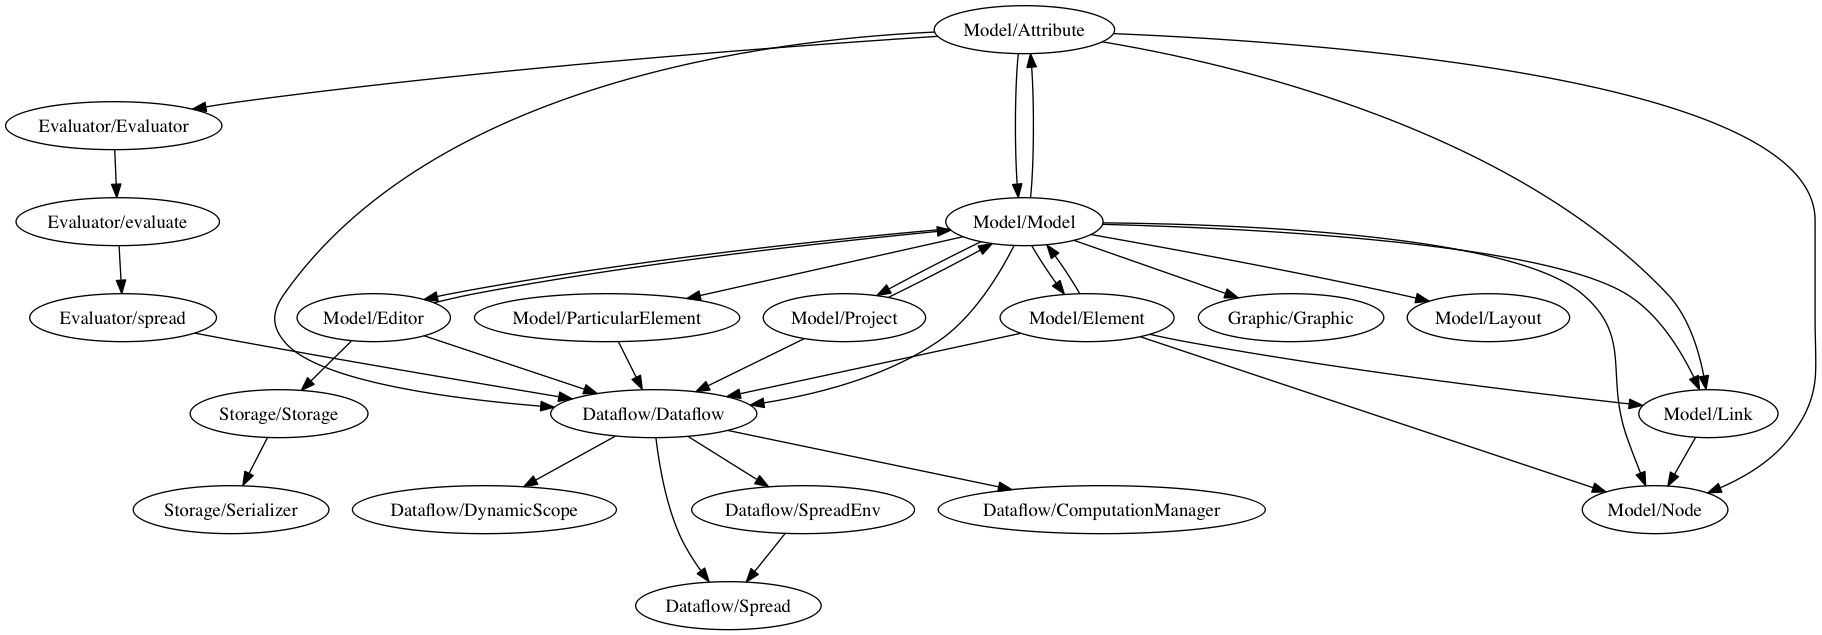 Model/Attribute
Evaluator/Evaluator
Evaluator/evaluate
Model/Model
Evaluator/spread
Model/Editor
Model/ParticularElement
Model/Project
Model/Element
Graphic/Graphic
Model/Layout
Storage/Storage
Dataflow/Dataflow
Model/Link
Storage/Serializer
Dataflow/DynamicScope
Dataflow/SpreadEnv
Dataflow/ComputationManager
Model/Node
Dataflow/Spread